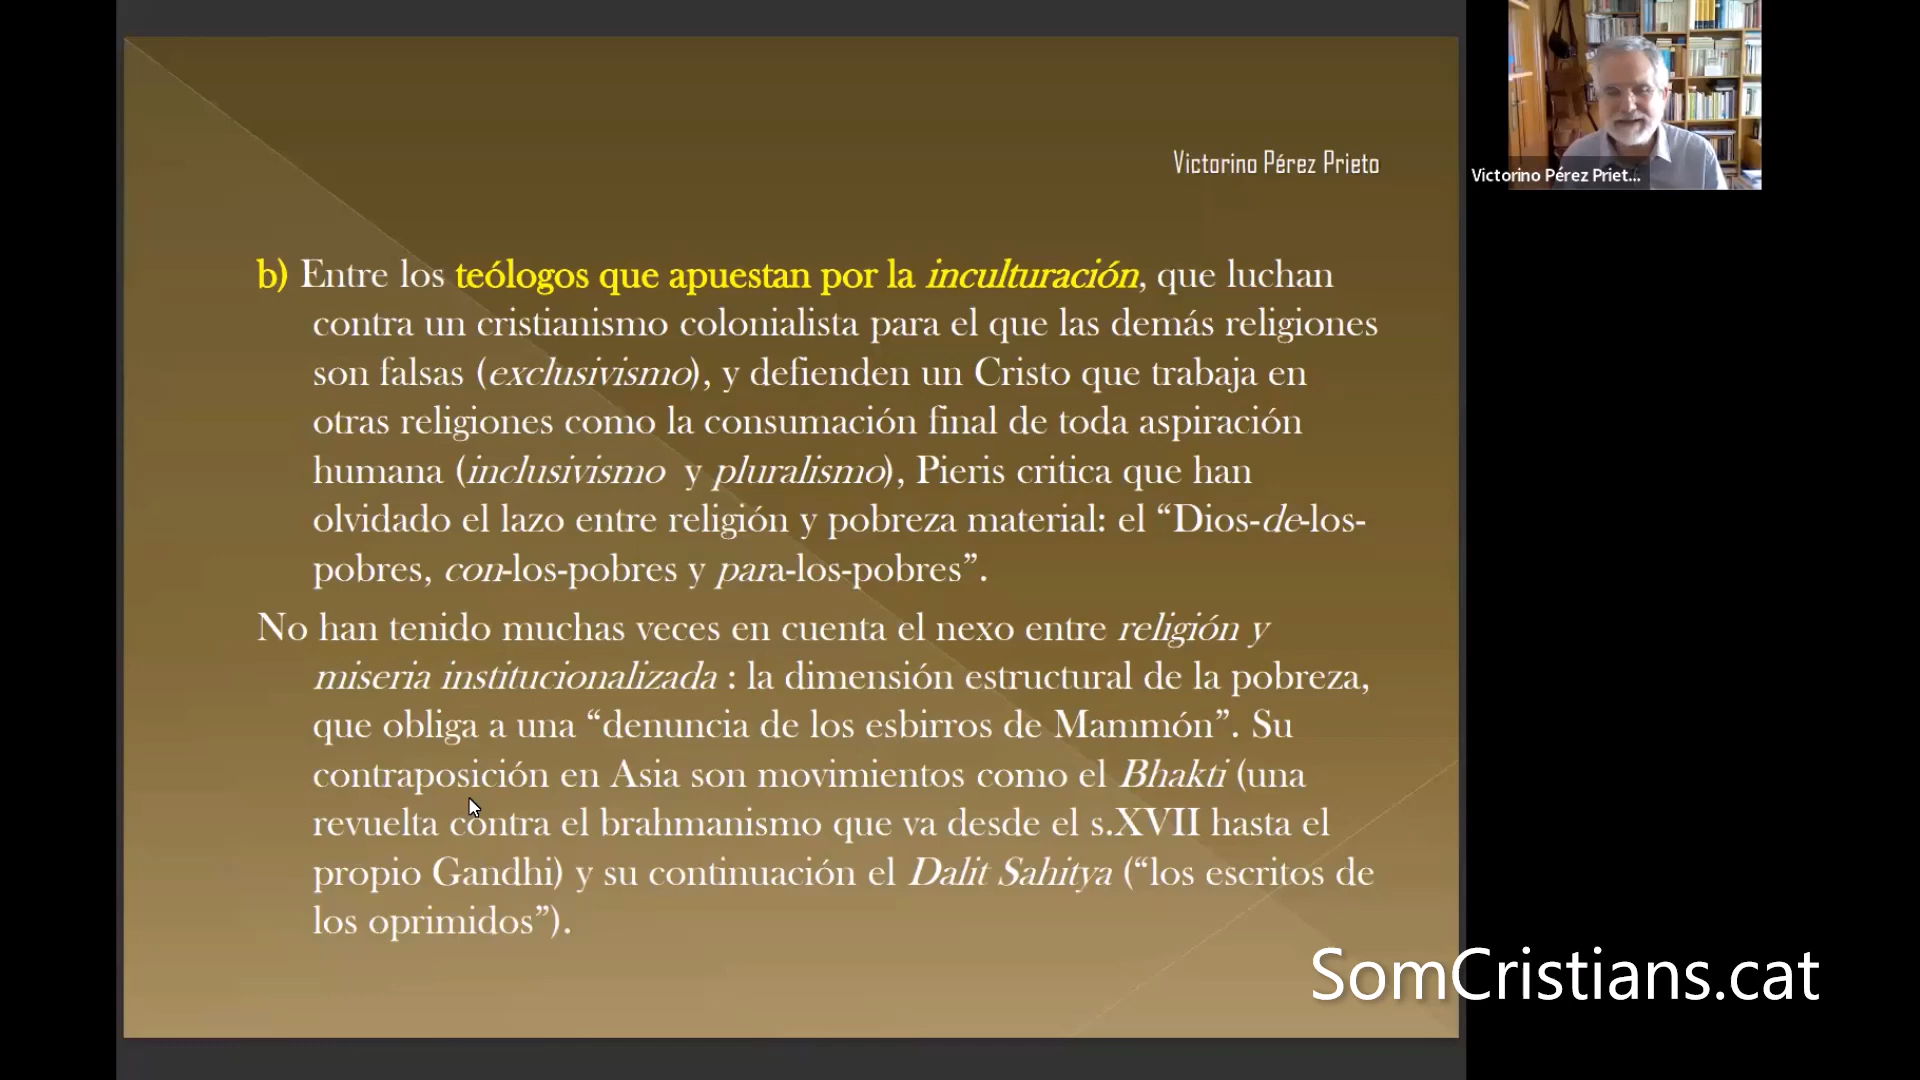 Victorino Pérez Prieto
Victorino Pérez Priet...
b) Entre los teólogos que apuestan por la inculturación, que luchan
contra un cristianismo colonialista para el que las demás religiones
son falsas (exclusivismo), y defienden un Cristo que trabaja en
otras religiones como la consumación final de toda aspiración
humana (inclusivismo y pluralismo), Pieris critica que han
olvidado el lazo entre religión y pobreza material: el “Dios-de-los-
pobres, con-los-pobres y para-los-pobres”.
No han tenido muchas veces en cuenta el nexo entre religión y
miseria institucionalizada : la dimensión estructural de la pobreza,
que obliga a una “denuncia de los esbirros de Mammón”. Su
contraposición en Asia son movimientos como el Bhakti (una
revuelta contra el brahmanismo que va desde el s.XVII hasta el
propio Gandhi) y su continuación el Dalit Sahitya (“los escritos de
los oprimidos”).
SomCristians.cat